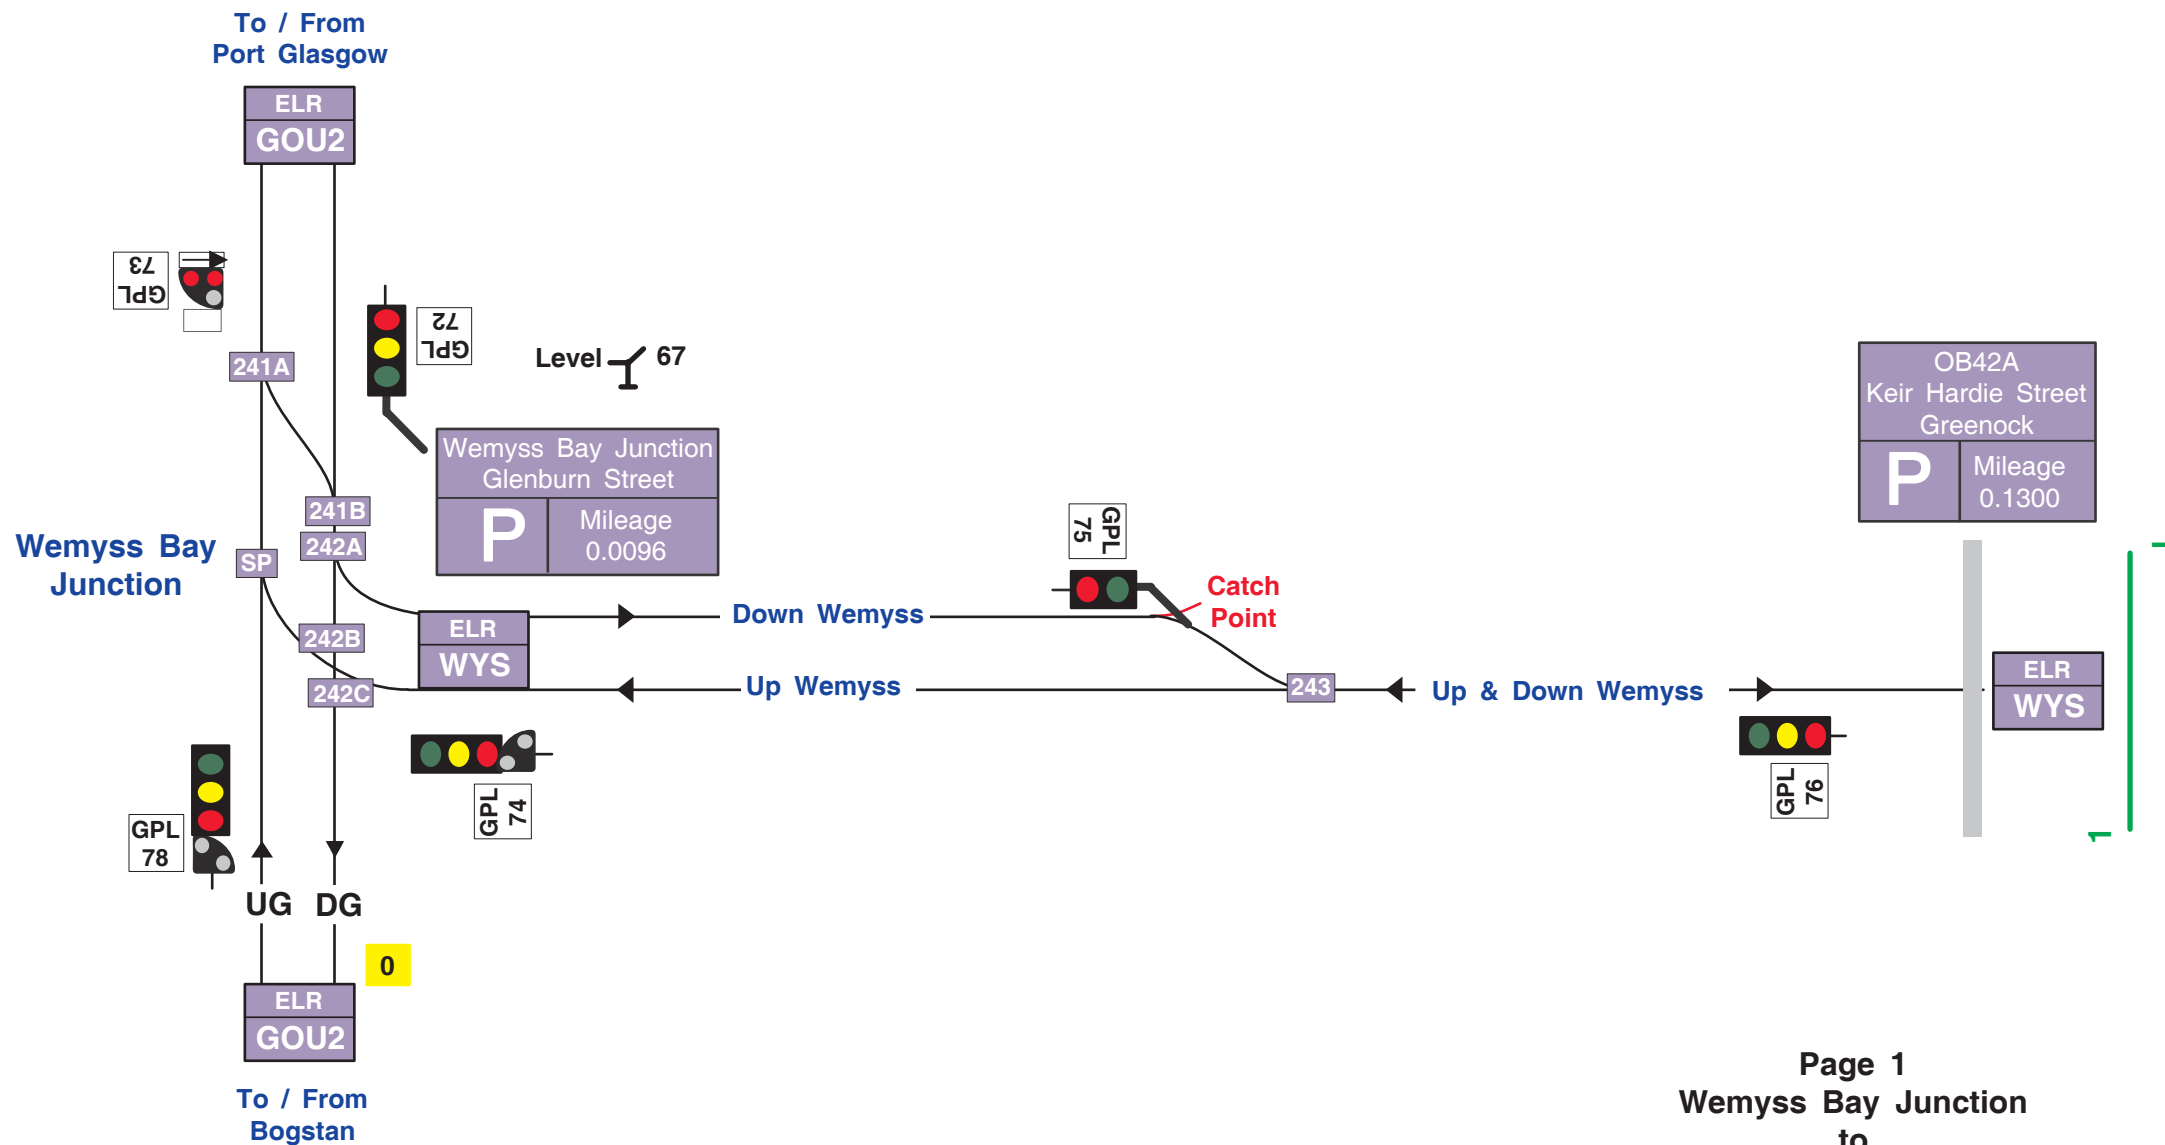 To / From
Port Glasgow
ELR
GOU2
GPL
73
GPL
72
Level 67
241A
Wemyss Bay Junction
Glenburn Street
P
Mileage
0.0096
OB42A
Keir Hardie Street
Greenock
P
Mileage
0.1300
241B
242A
Wemyss Bay
Junction
SP
GPL
75
Catch
Point
Down Wemyss
242B
ELR
WYS
242C
Up Wemyss
243
Up & Down Wemyss
ELR
WYS
GPL
74
GPL
76
GPL
78
1
UG DG
0
ELR
GOU2
To / From
Bogstan
Page 1
Wemyss Bay Junction
to